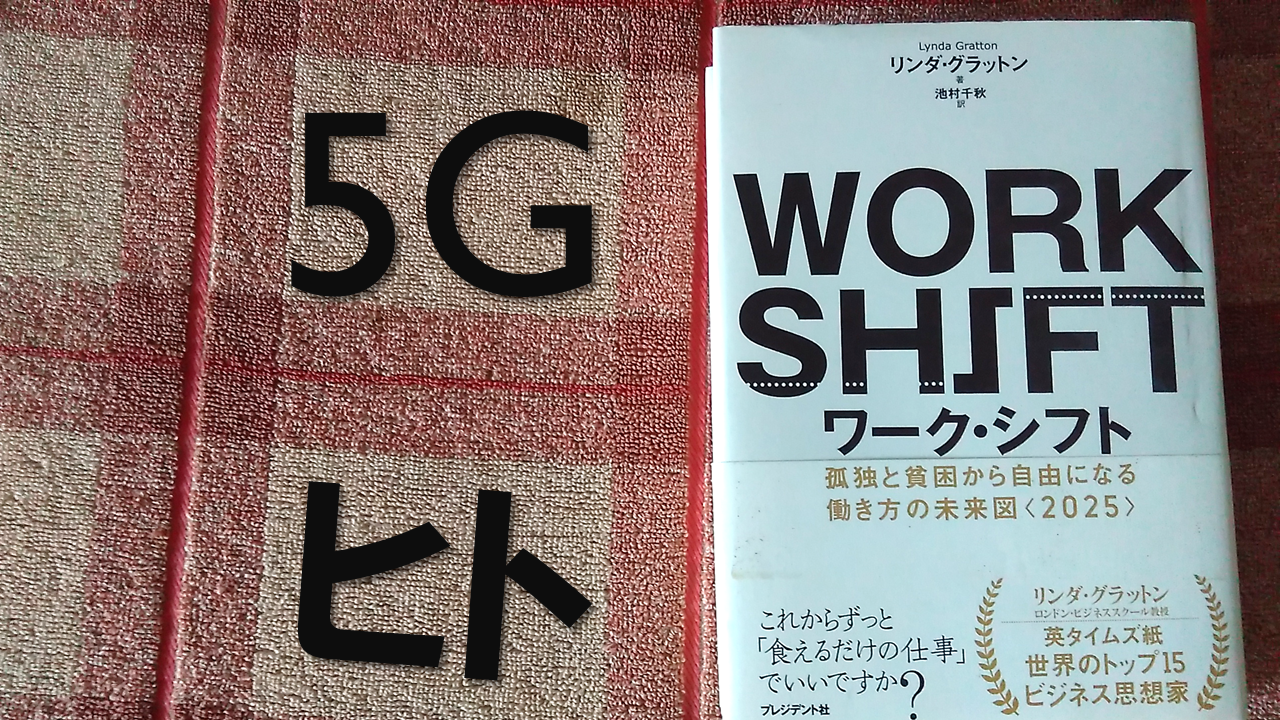 5G
ヒト
Lynda Gratton
リンダ・グラットン
著
池村千秋
訳
WORK
SHIFT
ワーク・シフト
孤独と貧困から自由になる
働き方の未来図〈2025〉
これからずっと
「食えるだけの仕事」
でいいですか?
プレジデント社
リンダ・グラットン
ロンドン・ビジネススクール教授
英タイムズ紙
世界のトップ15
ビジネス思想家